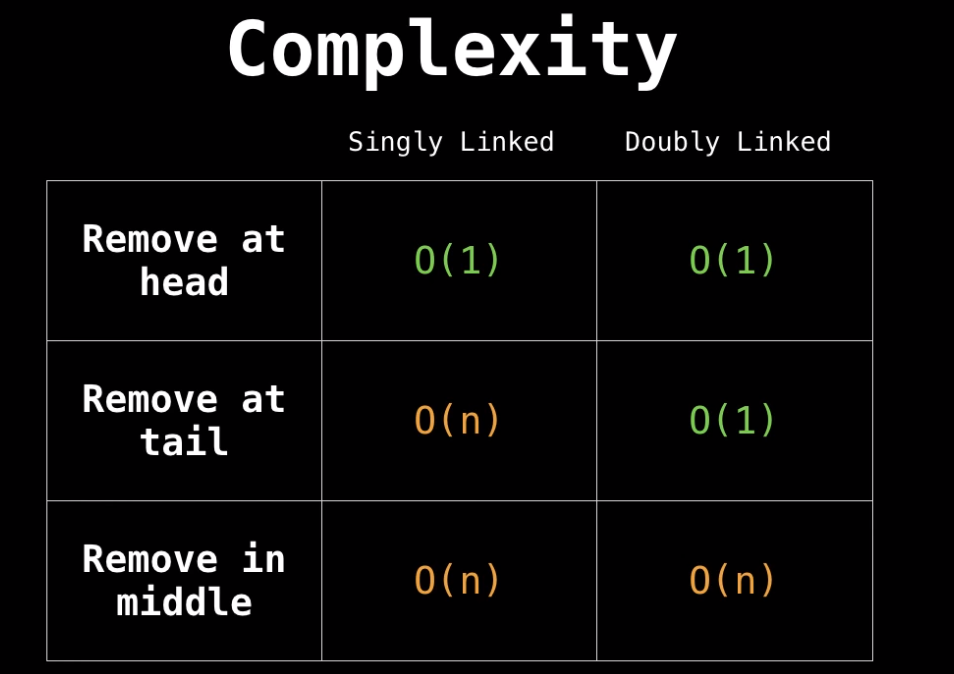 Complexity
Singly Linked Doubly Linked
Remove at
head
O(1) O(1)
Remove at
tail
O(n) O(1)
Remove in
middle
O(n) O(n)